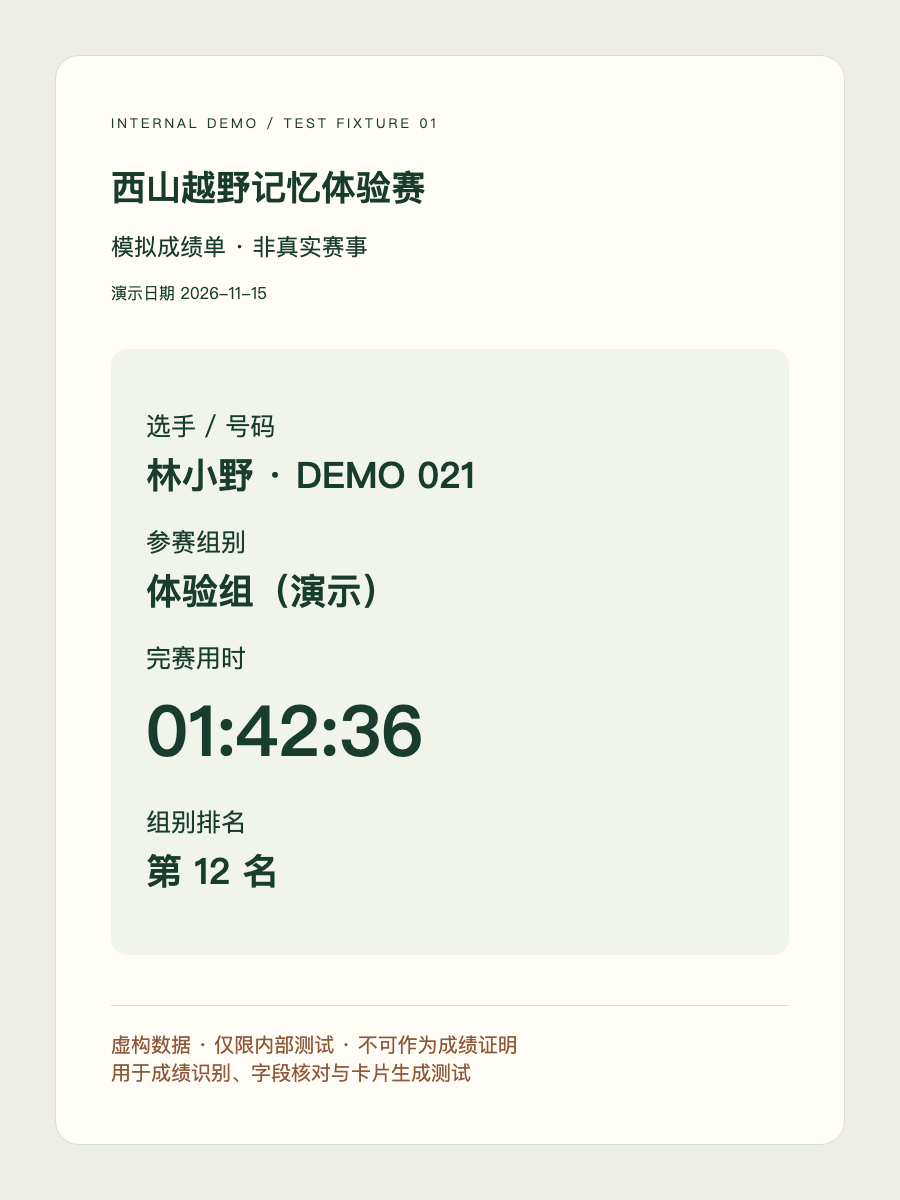 INTERNAL DEMO / TEST FIXTURE 01
西山越野记忆体验赛
模拟成绩单 · 非真实赛事
演示日期 2026–11–15
选手 / 号码
林小野 · DEMO 021
参赛组别
体验组（演示）
完赛用时
01:42:36
组别排名
第 12 名
虚构数据 · 仅限内部测试 · 不可作为成绩证明
用于成绩识别、字段核对与卡片生成测试